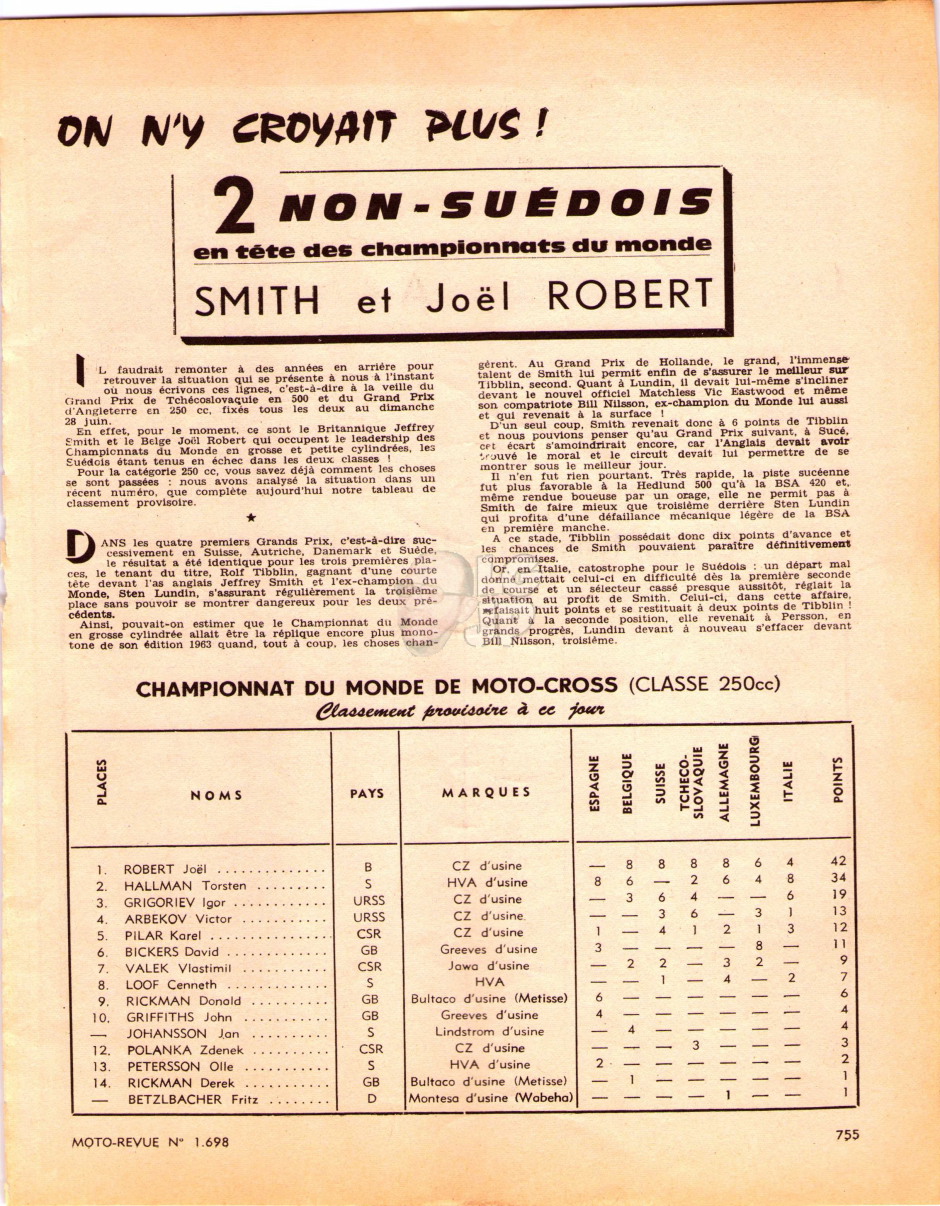 ON N'Y CROYAIT PLUS !
2 NON-SUÉDOIS
en tête des championnats du monde
SMITH et Joël ROBERT
IL faudrait remonter à des années en arrière pour
retrouver la situation qui se présente à nous à l'instant
où nous écrivons ces lignes, c'est-à-dire à la veille du
Grand Prix de Tchécoslovaquie en 500 et du Grand Prix
d'Angleterre en 250 cc, fixés tous les deux au dimanche
28 juin.
En effet, pour le moment, ce sont le Britannique Jeffrey
Smith et le Belge Joël Robert qui occupent le leadership des
Championnats du Monde en grosse et petite cylindrées, les
Suédois étant tenus en échec dans les deux classes !
Pour la catégorie 250 cc, vous savez déjà comment les choses
se sont passées : nous avons analysé la situation dans un
récent numéro, que complète aujourd'hui notre tableau de
classement provisoire.
★
DANS les quatre premiers Grands Prix, c'est-à-dire suc-
cessivement en Suisse, Autriche, Danemark et Suède,
le résultat a été identique pour les trois premières pla-
ces, le tenant du titre, Rolf Tibblin, gagnant d'une courte
tête devant l'as anglais Jeffrey Smith et l'ex-champion du
Monde, Sten Lundin, s'assurant régulièrement la troisième
place sans pouvoir se montrer dangereux pour les deux pré-
cédents.
Ainsi, pouvait-on estimer que le Championnat du Monde
en grosse cylindrée allait être la réplique encore plus mono-
tone de son édition 1963 quand, tout à coup, les choses chan-
gèrent. Au Grand Prix de Hollande, le grand, l'immense
talent de Smith lui permit enfin de s'assurer le meilleur sur
Tibblin, second. Quant à Lundin, il devait lui-même s'incliner
devant le nouvel officiel Matchless Vic Eastwood et même
son compatriote Bill Nilsson, ex-champion du Monde lui aussi
et qui revenait à la surface !
D'un seul coup, Smith revenait donc à 6 points de Tibblin
et nous pouvions penser qu'au Grand Prix suivant, à Sucé,
cet écart s'amoindrirait encore, car l'Anglais devait avoir
trouvé le moral et le circuit devait lui permettre de se
montrer sous le meilleur jour.
Il n'en fut rien pourtant. Très rapide, la piste sucéenne
fut plus favorable à la Hedlund 500 qu'à la BSA 420 et,
même rendue boueuse par un orage, elle ne permit pas à
Smith de faire mieux que troisième derrière Sten Lundin
qui profita d'une défaillance mécanique légère de la BSA
en première manche.
A ce stade, Tibblin possédait donc dix points d'avance et
les chances de Smith pouvaient paraître définitivement
compromises.
Or, en Italie, catastrophe pour le Suédois : un départ mal
donné mettait celui-ci en difficulté dès la première seconde
de course et un sélecteur cassé presque aussitôt, réglait la
situation au profit de Smith. Celui-ci, dans cette affaire,
refaisait huit points et se restituait à deux points de Tibblin !
Quant à la seconde position, elle revenait à Persson, en
grands progrès, Lundin devant à nouveau s'effacer devant
Bill Nilsson, troisième.
CHAMPIONNAT DU MONDE DE MOTO-CROSS (CLASSE 250cc)
Classement provisoire à ce jour
PLACES NOMS PAYS MARQUES ESPAGNE BELGIQUE SUISSE TCHECO-SLOVAQUIE ALLEMAGNE LUXEMBOURG ITALIE POINTS
1. ROBERT Joël .............. B CZ d'usine — 8 8 8 8 6 4 42
2. HALLMAN Torsten ......... S HVA d'usine 8 6 — 2 6 4 8 34
3. GRIGORIEV Igor ............ URSS CZ d'usine — 3 6 4 — — 6 19
4. ARBEKOV Victor ........... URSS CZ d'usine — — 3 6 — 3 1 13
5. PILAR Karel ............... CSR CZ d'usine 1 — 4 1 2 1 3 12
6. BICKERS David ............ GB Greeves d'usine 3 — — — — 8 — 11
7. VALEK Vlastimil ........... CSR Jawa d'usine — 2 2 — 3 2 — 9
8. LOOF Cenneth ............. S HVA — — 1 — 4 — 2 7
9. RICKMAN Donald .......... GB Bultaco d'usine (Metisse) 6 — — — — — — 6
10. GRIFFITHS John ........... GB Greeves d'usine 4 — — — — — — 4
— JOHANSSON Jan ............ S Lindstrom d'usine — 4 — — — — — 4
12. POLANKA Zdenek .......... CSR CZ d'usine — — — 3 — — — 3
13. PETERSSON Olle ........... S HVA d'usine 2 — — — — — — 2
14. RICKMAN Derek ........... GB Bultaco d'usine (Metisse) — 1 — — — — — 1
— BETZLBACHER Fritz ........ D Montesa d'usine (Wabeha) — — — — 1 — — 1
MOTO-REVUE N° 1.698
755